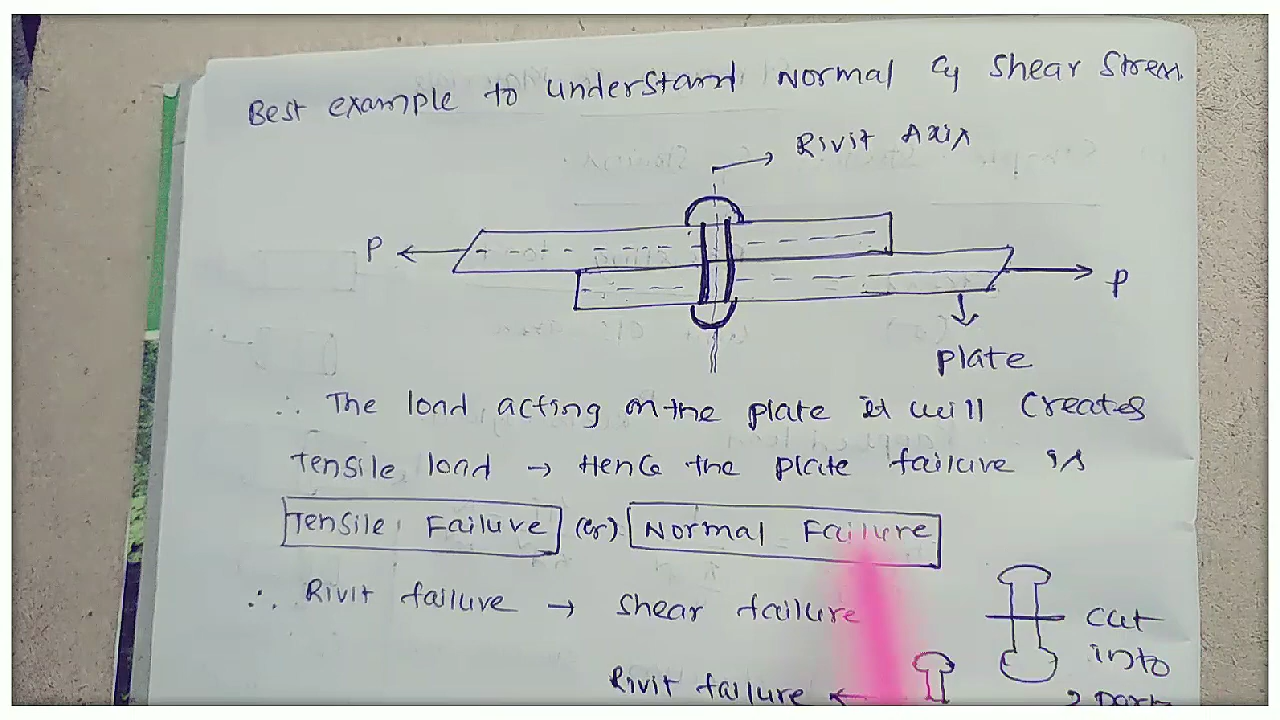 Best example to understand Normal & Shear Stress
Rivit Axis
P
P
Plate
∴ The load acting on the plate it will Creates
Tensile load → Hence the plate failure is
Tensile Failure (or) Normal Failure
∴ Rivit failure → Shear failure
cut
into
2 part
Rivit failure ←